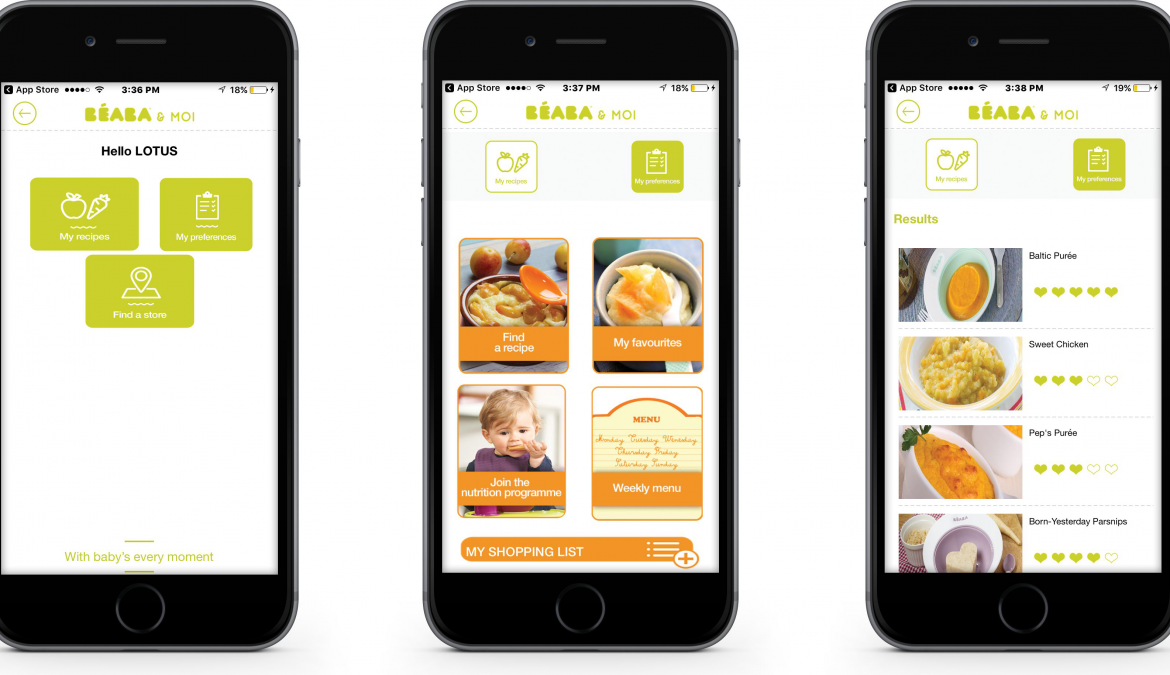 App Store 3:36 PM 18%
BÉABA & MOI
Hello LOTUS
My recipes
My preferences
Find a store
With baby's every moment
App Store 3:37 PM 18%
BÉABA & MOI
My recipes
My preferences
Find
a recipe
My favourites
MENU
Monday Tuesday Wenesday
Thursday Friday
Saturday Sunday
Join the
nutrition programme
Weekly menu
MY SHOPPING LIST
App Store 3:38 PM 19%
BÉABA & MOI
My recipes
My preferences
Results
Baltic Purée
Sweet Chicken
Pep's Purée
Born-Yesterday Parsnips